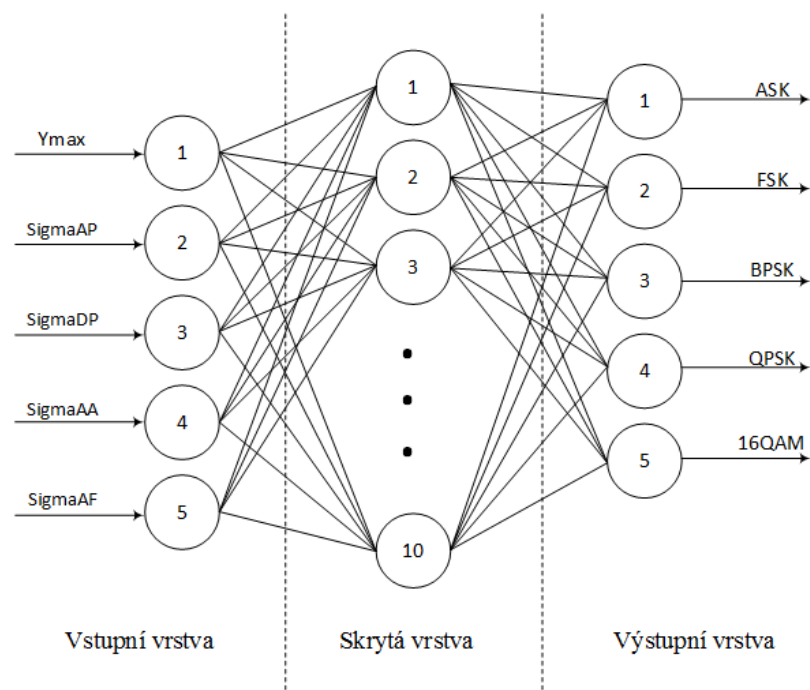 Ymax
SigmaAP
SigmaDP
SigmaAA
SigmaAF
1
2
3
4
5
1
2
3
10
1
2
3
4
5
ASK
FSK
BPSK
QPSK
16QAM
Vstupní vrstva
Skrytá vrstva
Výstupní vrstva